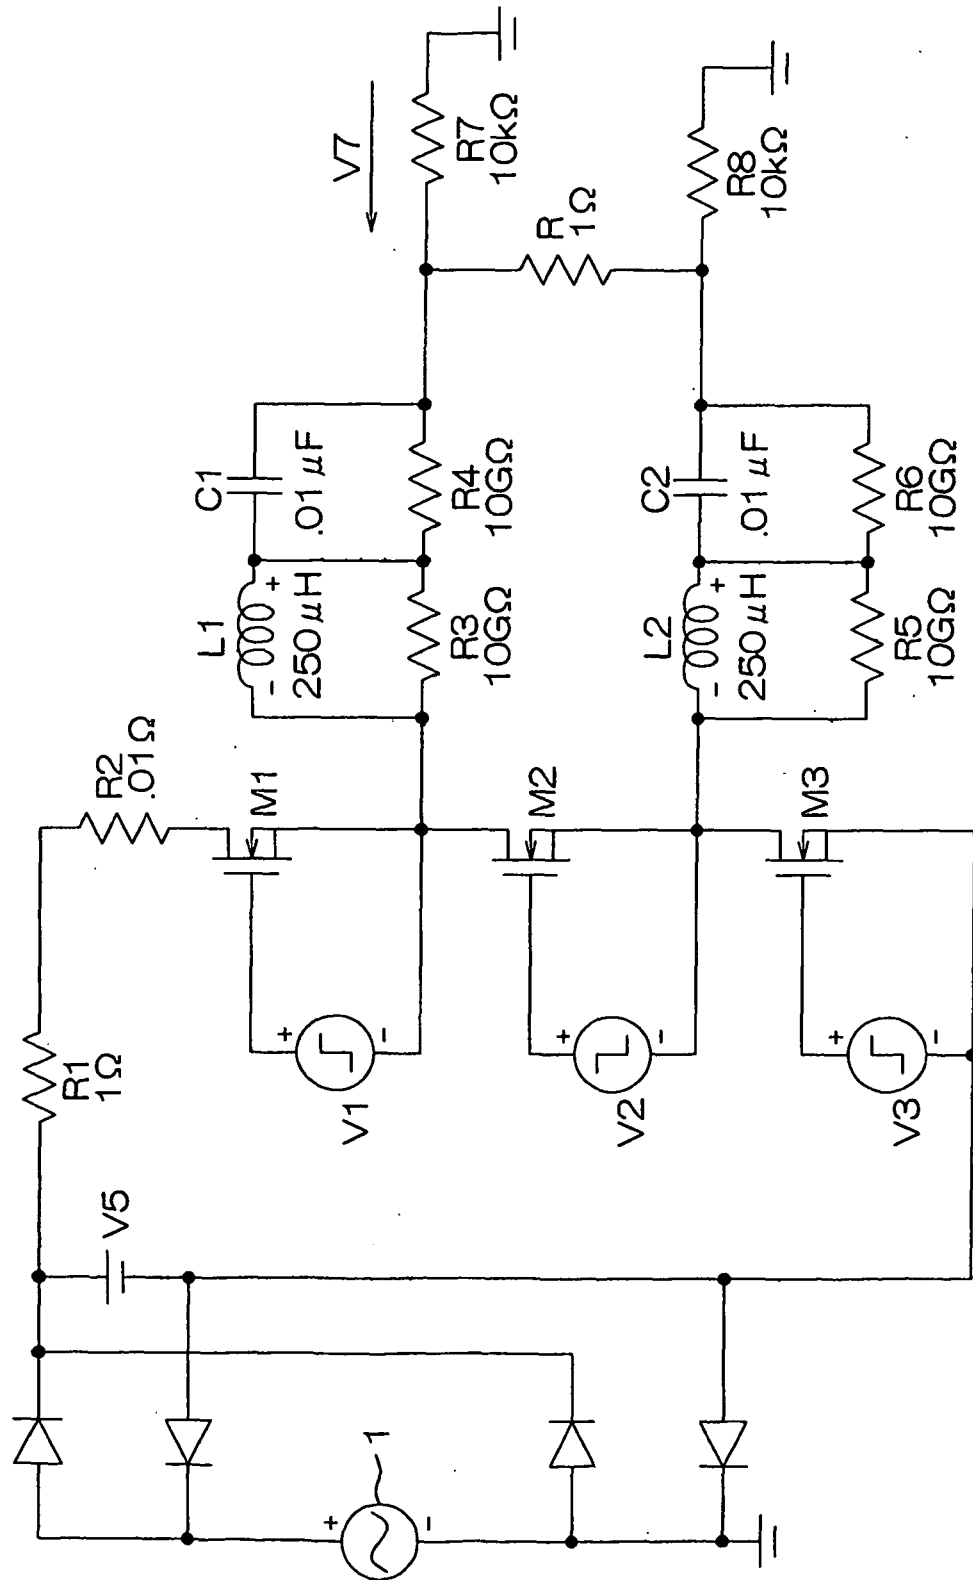 V7
R7
10kΩ
R8
10kΩ
R
1Ω
C1
.01 μF
R4
10GΩ
C2
.01 μF
R6
10GΩ
L1
- +
250μH
R3
10GΩ
L2
- +
250μH
R5
10GΩ
R2
.01Ω
M1
M2
M3
R1
1Ω
+
-
V1
+
-
V2
+
-
V3
V5
1
+
-